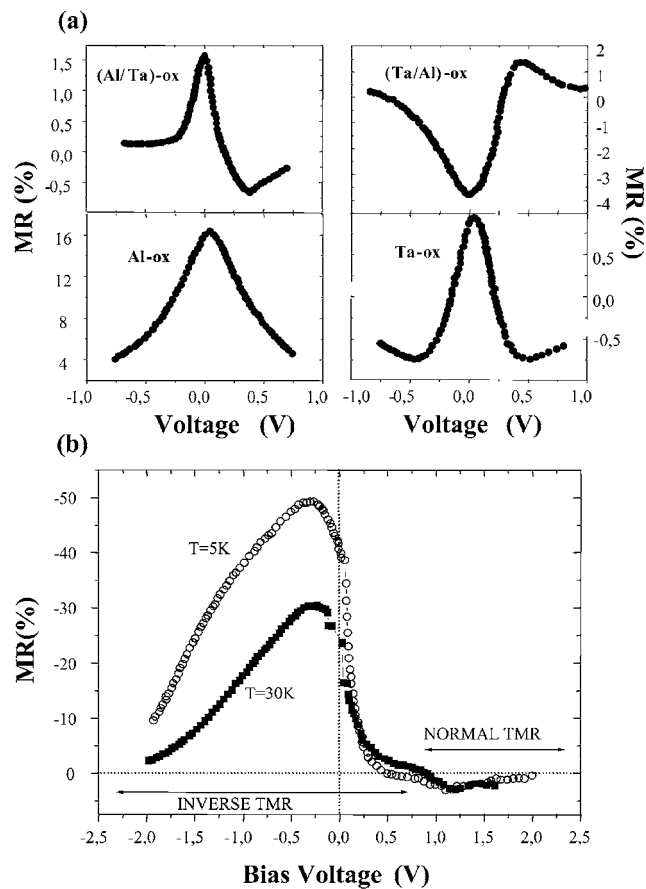 (a)
(Al/Ta)-ox
(Ta/Al)-ox
MR (%)
1,5
1,0
0,5
0,0
-0,5
2
1
0
-1
-2
-3
-4
MR (%)
Al-ox
Ta-ox
16
12
8
4
0,5
0,0
-0,5
-1,0 -0,5 0,0 0,5 1,0
-1,0 -0,5 0,0 0,5 1,0
Voltage (V)
Voltage (V)
(b)
MR(%)
-50
-40
-30
-20
-10
0
T=5K
T=30K
NORMAL TMR
INVERSE TMR
-2,5 -2,0 -1,5 -1,0 -0,5 0,0 0,5 1,0 1,5 2,0 2,5
Bias Voltage (V)